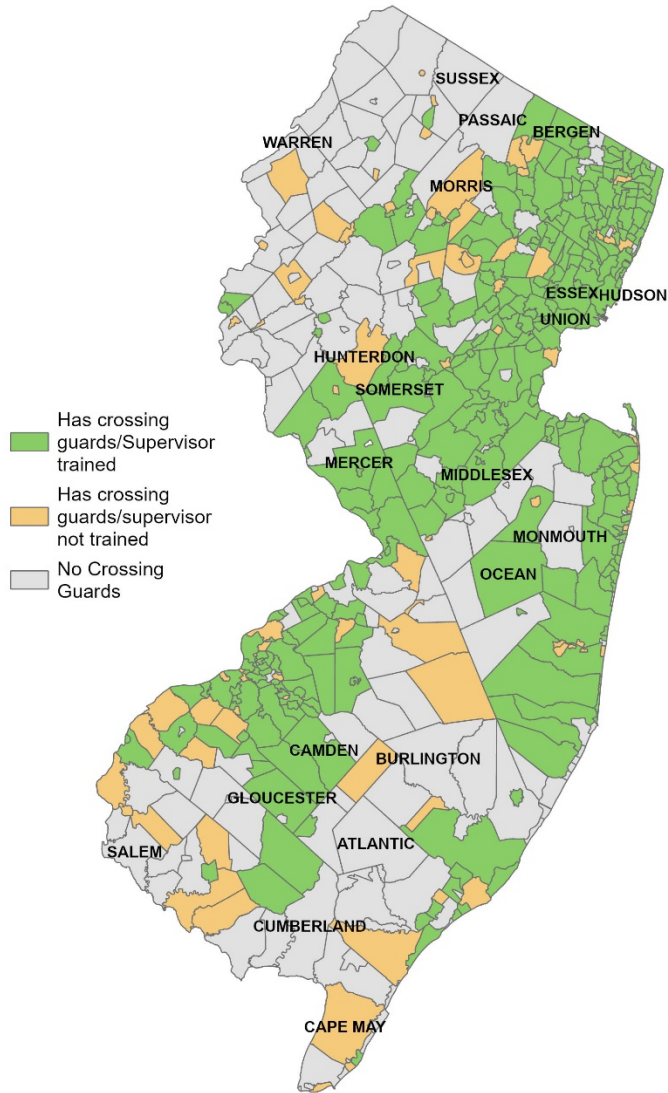 SUSSEX
PASSAIC
BERGEN
WARREN
MORRIS
ESSEX
HUDSON
UNION
HUNTERDON
SOMERSET
Has crossing
guards/Supervisor
trained
Has crossing
guards/supervisor
not trained
No Crossing
Guards
MERCER
MIDDLESEX
MONMOUTH
OCEAN
CAMDEN
BURLINGTON
GLOUCESTER
ATLANTIC
SALEM
CUMBERLAND
CAPE MAY